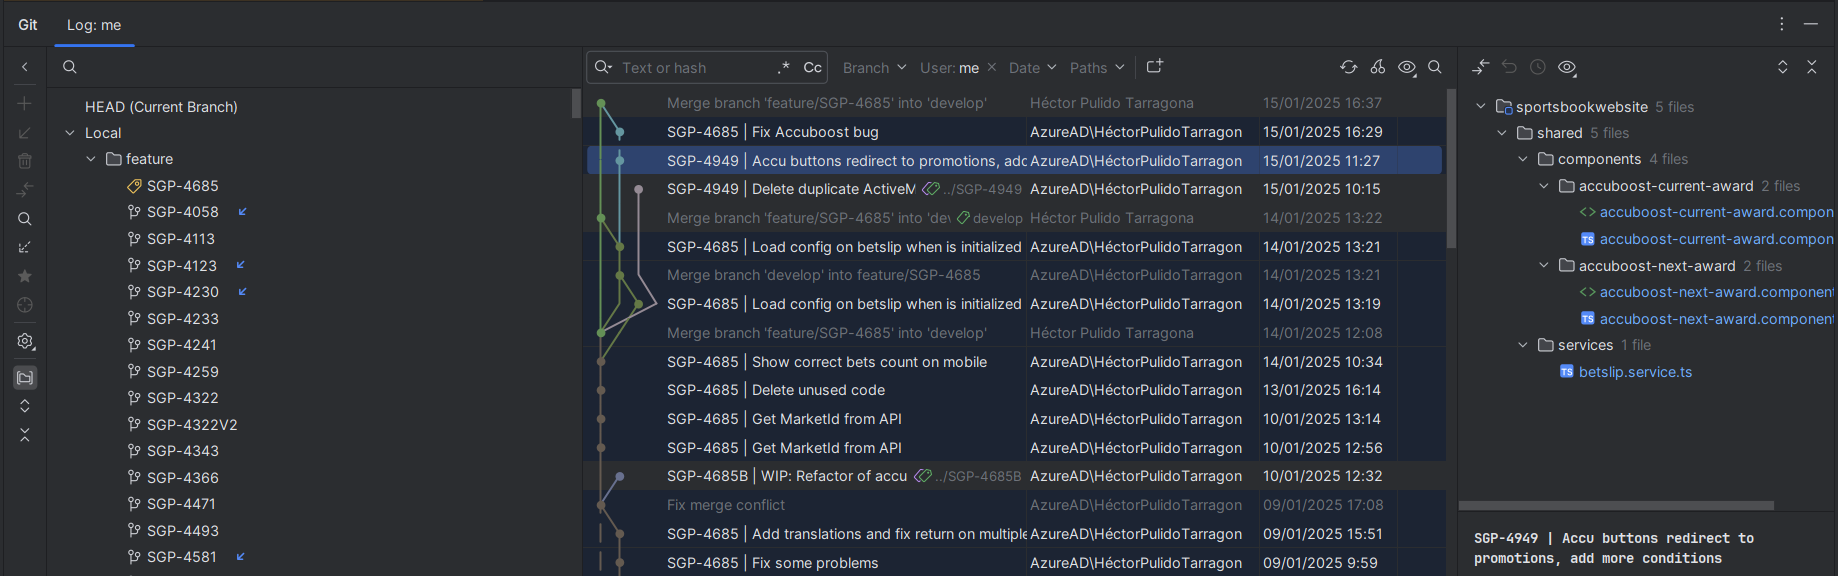 Git
Log: me
HEAD (Current Branch)
Local
feature
SGP-4685
SGP-4058
SGP-4113
SGP-4123
SGP-4230
SGP-4233
SGP-4241
SGP-4259
SGP-4322
SGP-4322V2
SGP-4343
SGP-4366
SGP-4471
SGP-4493
SGP-4581
Text or hash .* Cc Branch User: me × Date Paths
Merge branch 'feature/SGP-4685' into 'develop' Héctor Pulido Tarragona 15/01/2025 16:37
SGP-4685 | Fix Accuboost bug AzureAD\HéctorPulidoTarragon 15/01/2025 16:29
SGP-4949 | Accu buttons redirect to promotions, adc AzureAD\HéctorPulidoTarragon 15/01/2025 11:27
SGP-4949 | Delete duplicate ActiveM ../SGP-4949 AzureAD\HéctorPulidoTarragon 15/01/2025 10:15
Merge branch 'feature/SGP-4685' into 'dev develop Héctor Pulido Tarragona 14/01/2025 13:22
SGP-4685 | Load config on betslip when is initialized AzureAD\HéctorPulidoTarragon 14/01/2025 13:21
Merge branch 'develop' into feature/SGP-4685 AzureAD\HéctorPulidoTarragon 14/01/2025 13:21
SGP-4685 | Load config on betslip when is initialized AzureAD\HéctorPulidoTarragon 14/01/2025 13:19
Merge branch 'feature/SGP-4685' into 'develop' Héctor Pulido Tarragona 14/01/2025 12:08
SGP-4685 | Show correct bets count on mobile AzureAD\HéctorPulidoTarragon 14/01/2025 10:34
SGP-4685 | Delete unused code AzureAD\HéctorPulidoTarragon 13/01/2025 16:14
SGP-4685 | Get MarketId from API AzureAD\HéctorPulidoTarragon 10/01/2025 13:14
SGP-4685 | Get MarketId from API AzureAD\HéctorPulidoTarragon 10/01/2025 12:56
SGP-4685B | WIP: Refactor of accu ../SGP-4685B AzureAD\HéctorPulidoTarragon 10/01/2025 12:32
Fix merge conflict AzureAD\HéctorPulidoTarragon 09/01/2025 17:08
SGP-4685 | Add translations and fix return on multiple AzureAD\HéctorPulidoTarragon 09/01/2025 15:51
SGP-4685 | Fix some problems AzureAD\HéctorPulidoTarragon 09/01/2025 9:59
sportsbookwebsite 5 files
shared 5 files
components 4 files
accuboost-current-award 2 files
<> accuboost-current-award.compon
TS accuboost-current-award.compon
accuboost-next-award 2 files
<> accuboost-next-award.component
TS accuboost-next-award.component
services 1 file
TS betslip.service.ts
SGP-4949 | Accu buttons redirect to
promotions, add more conditions